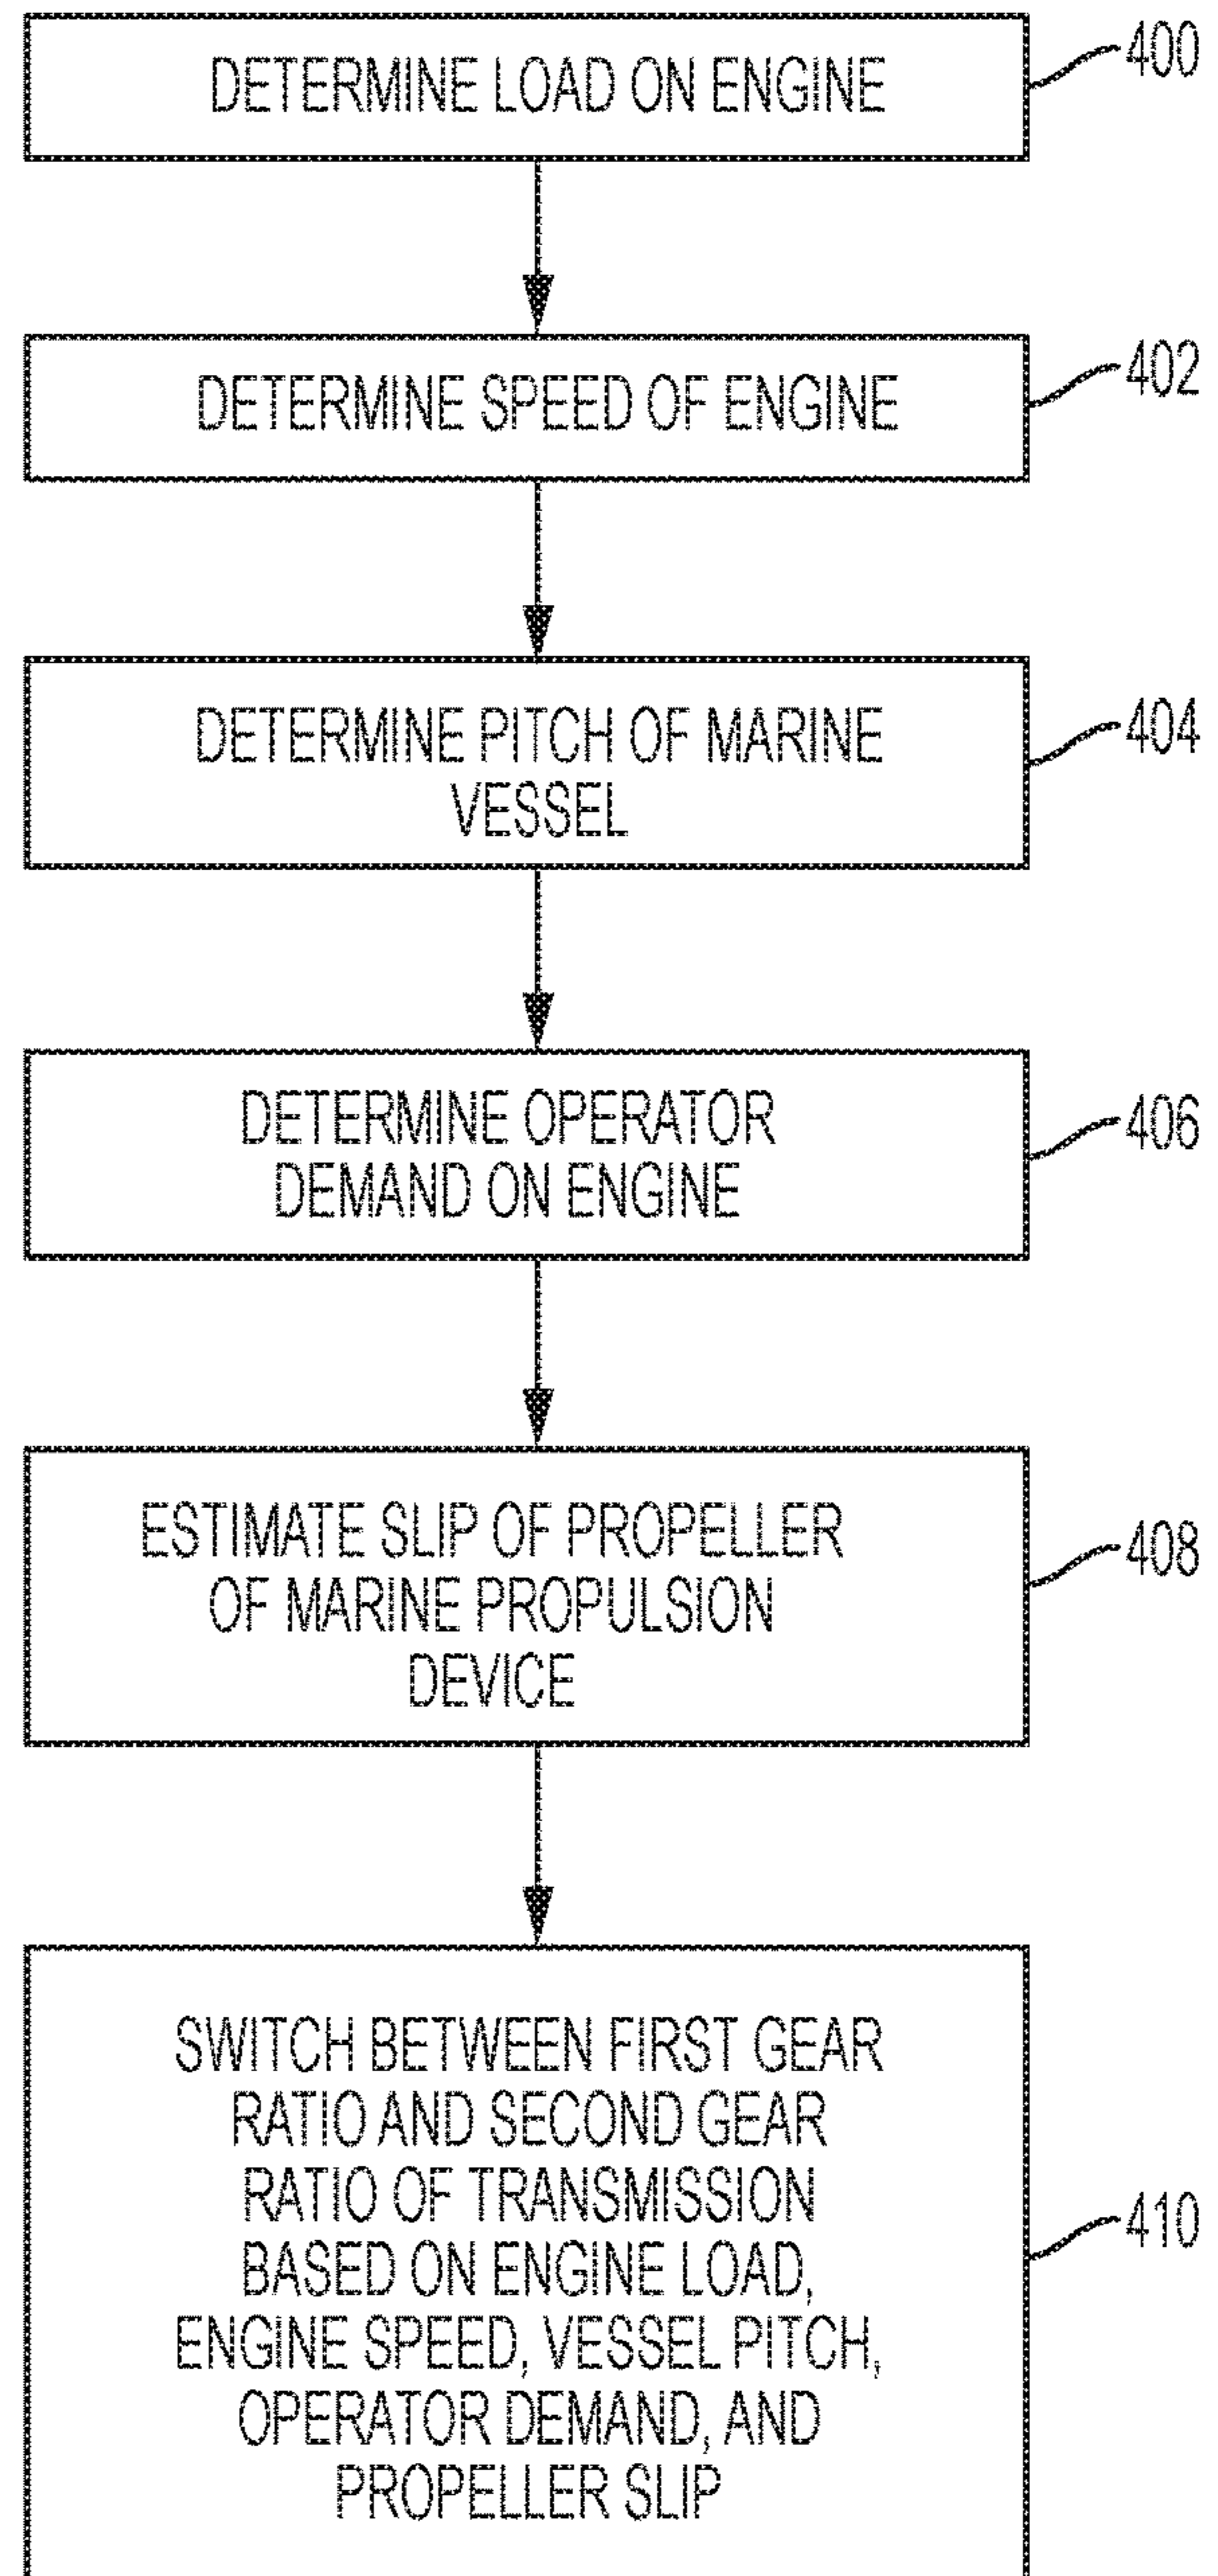 DETERMINE LOAD ON ENGINE
400
DETERMINE SPEED OF ENGINE
402
DETERMINE PITCH OF MARINE
VESSEL
404
DETERMINE OPERATOR
DEMAND ON ENGINE
406
ESTIMATE SLIP OF PROPELLER
OF MARINE PROPULSION
DEVICE
408
SWITCH BETWEEN FIRST GEAR
RATIO AND SECOND GEAR
RATIO OF TRANSMISSION
BASED ON ENGINE LOAD,
ENGINE SPEED, VESSEL PITCH,
OPERATOR DEMAND, AND
PROPELLER SLIP
410